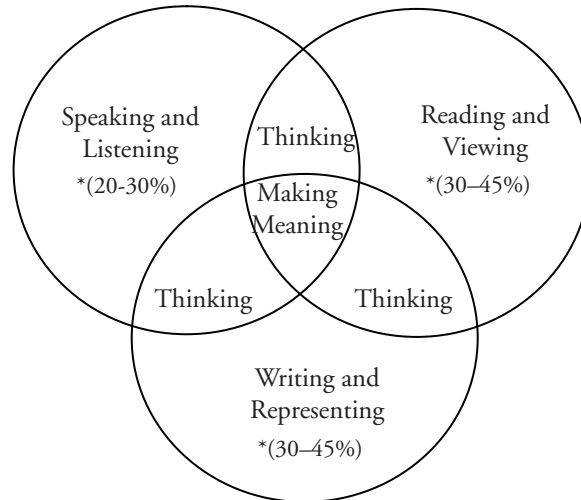 Speaking and
Listening
*(20-30%)
Thinking
Reading and
Viewing
*(30–45%)
Making
Meaning
Thinking
Thinking
Writing and
Representing
*(30–45%)